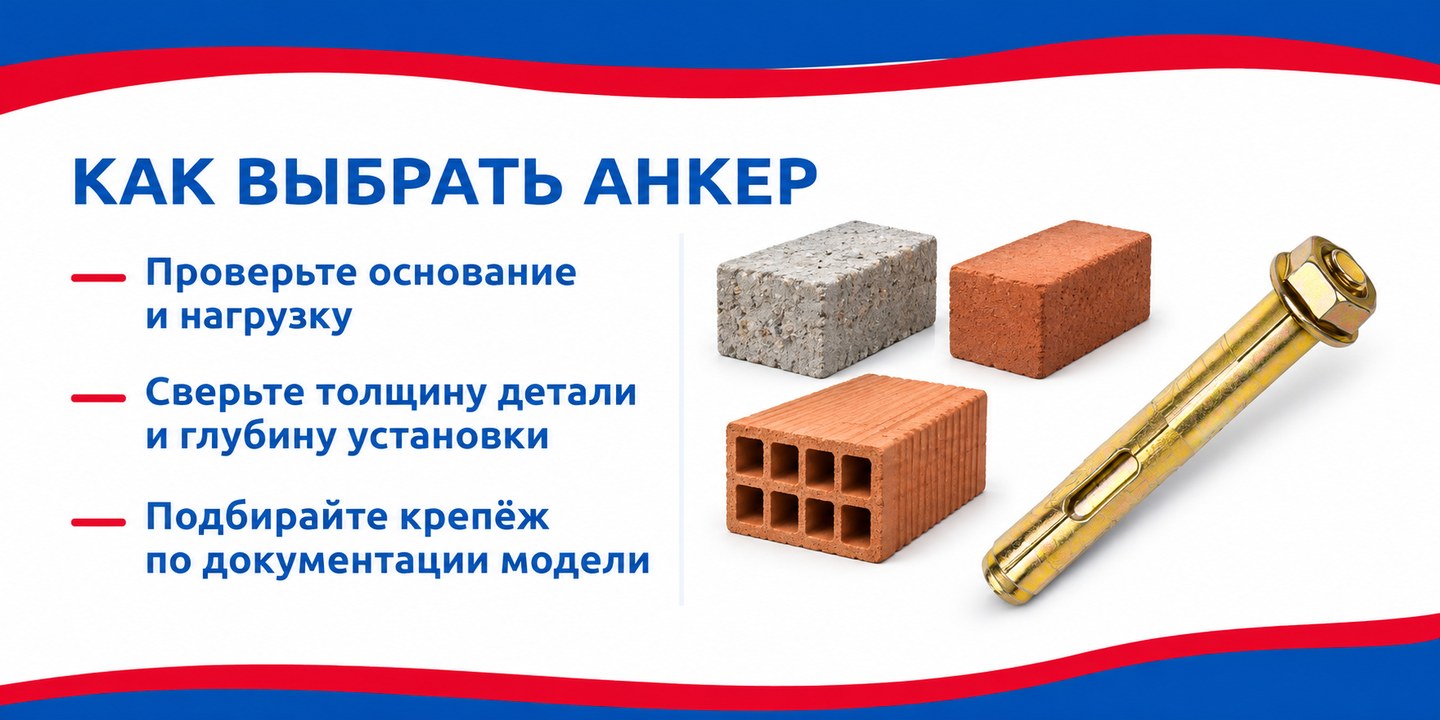 КАК ВЫБРАТЬ АНКЕР
Проверьте основание
и нагрузку
Сверьте толщину детали
и глубину установки
Подбирайте крепёж
по документации модели